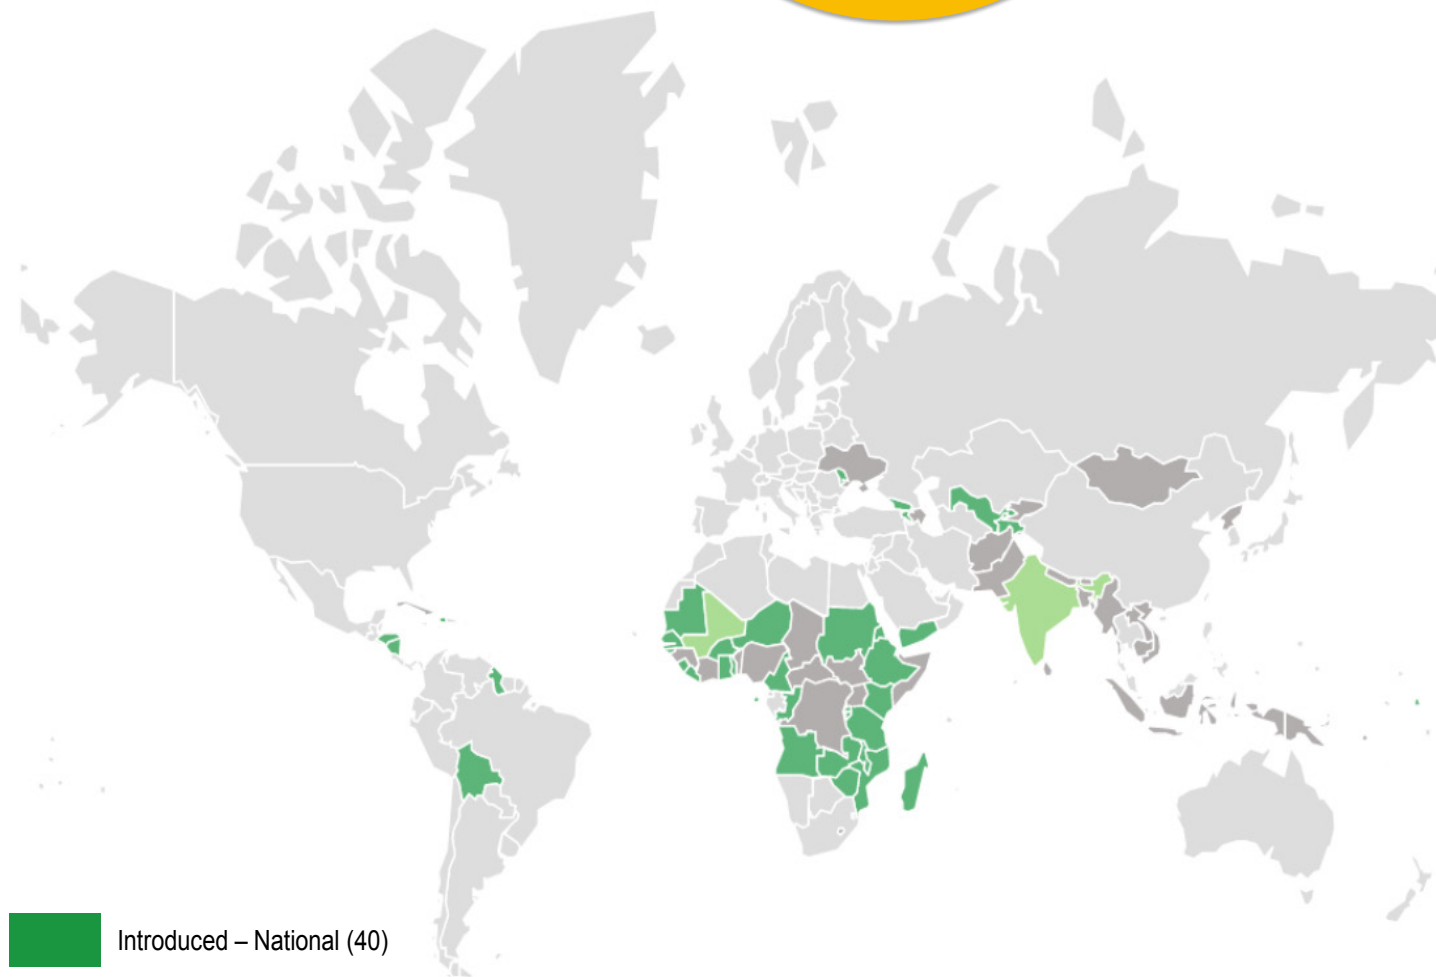 Introduced – National (40)